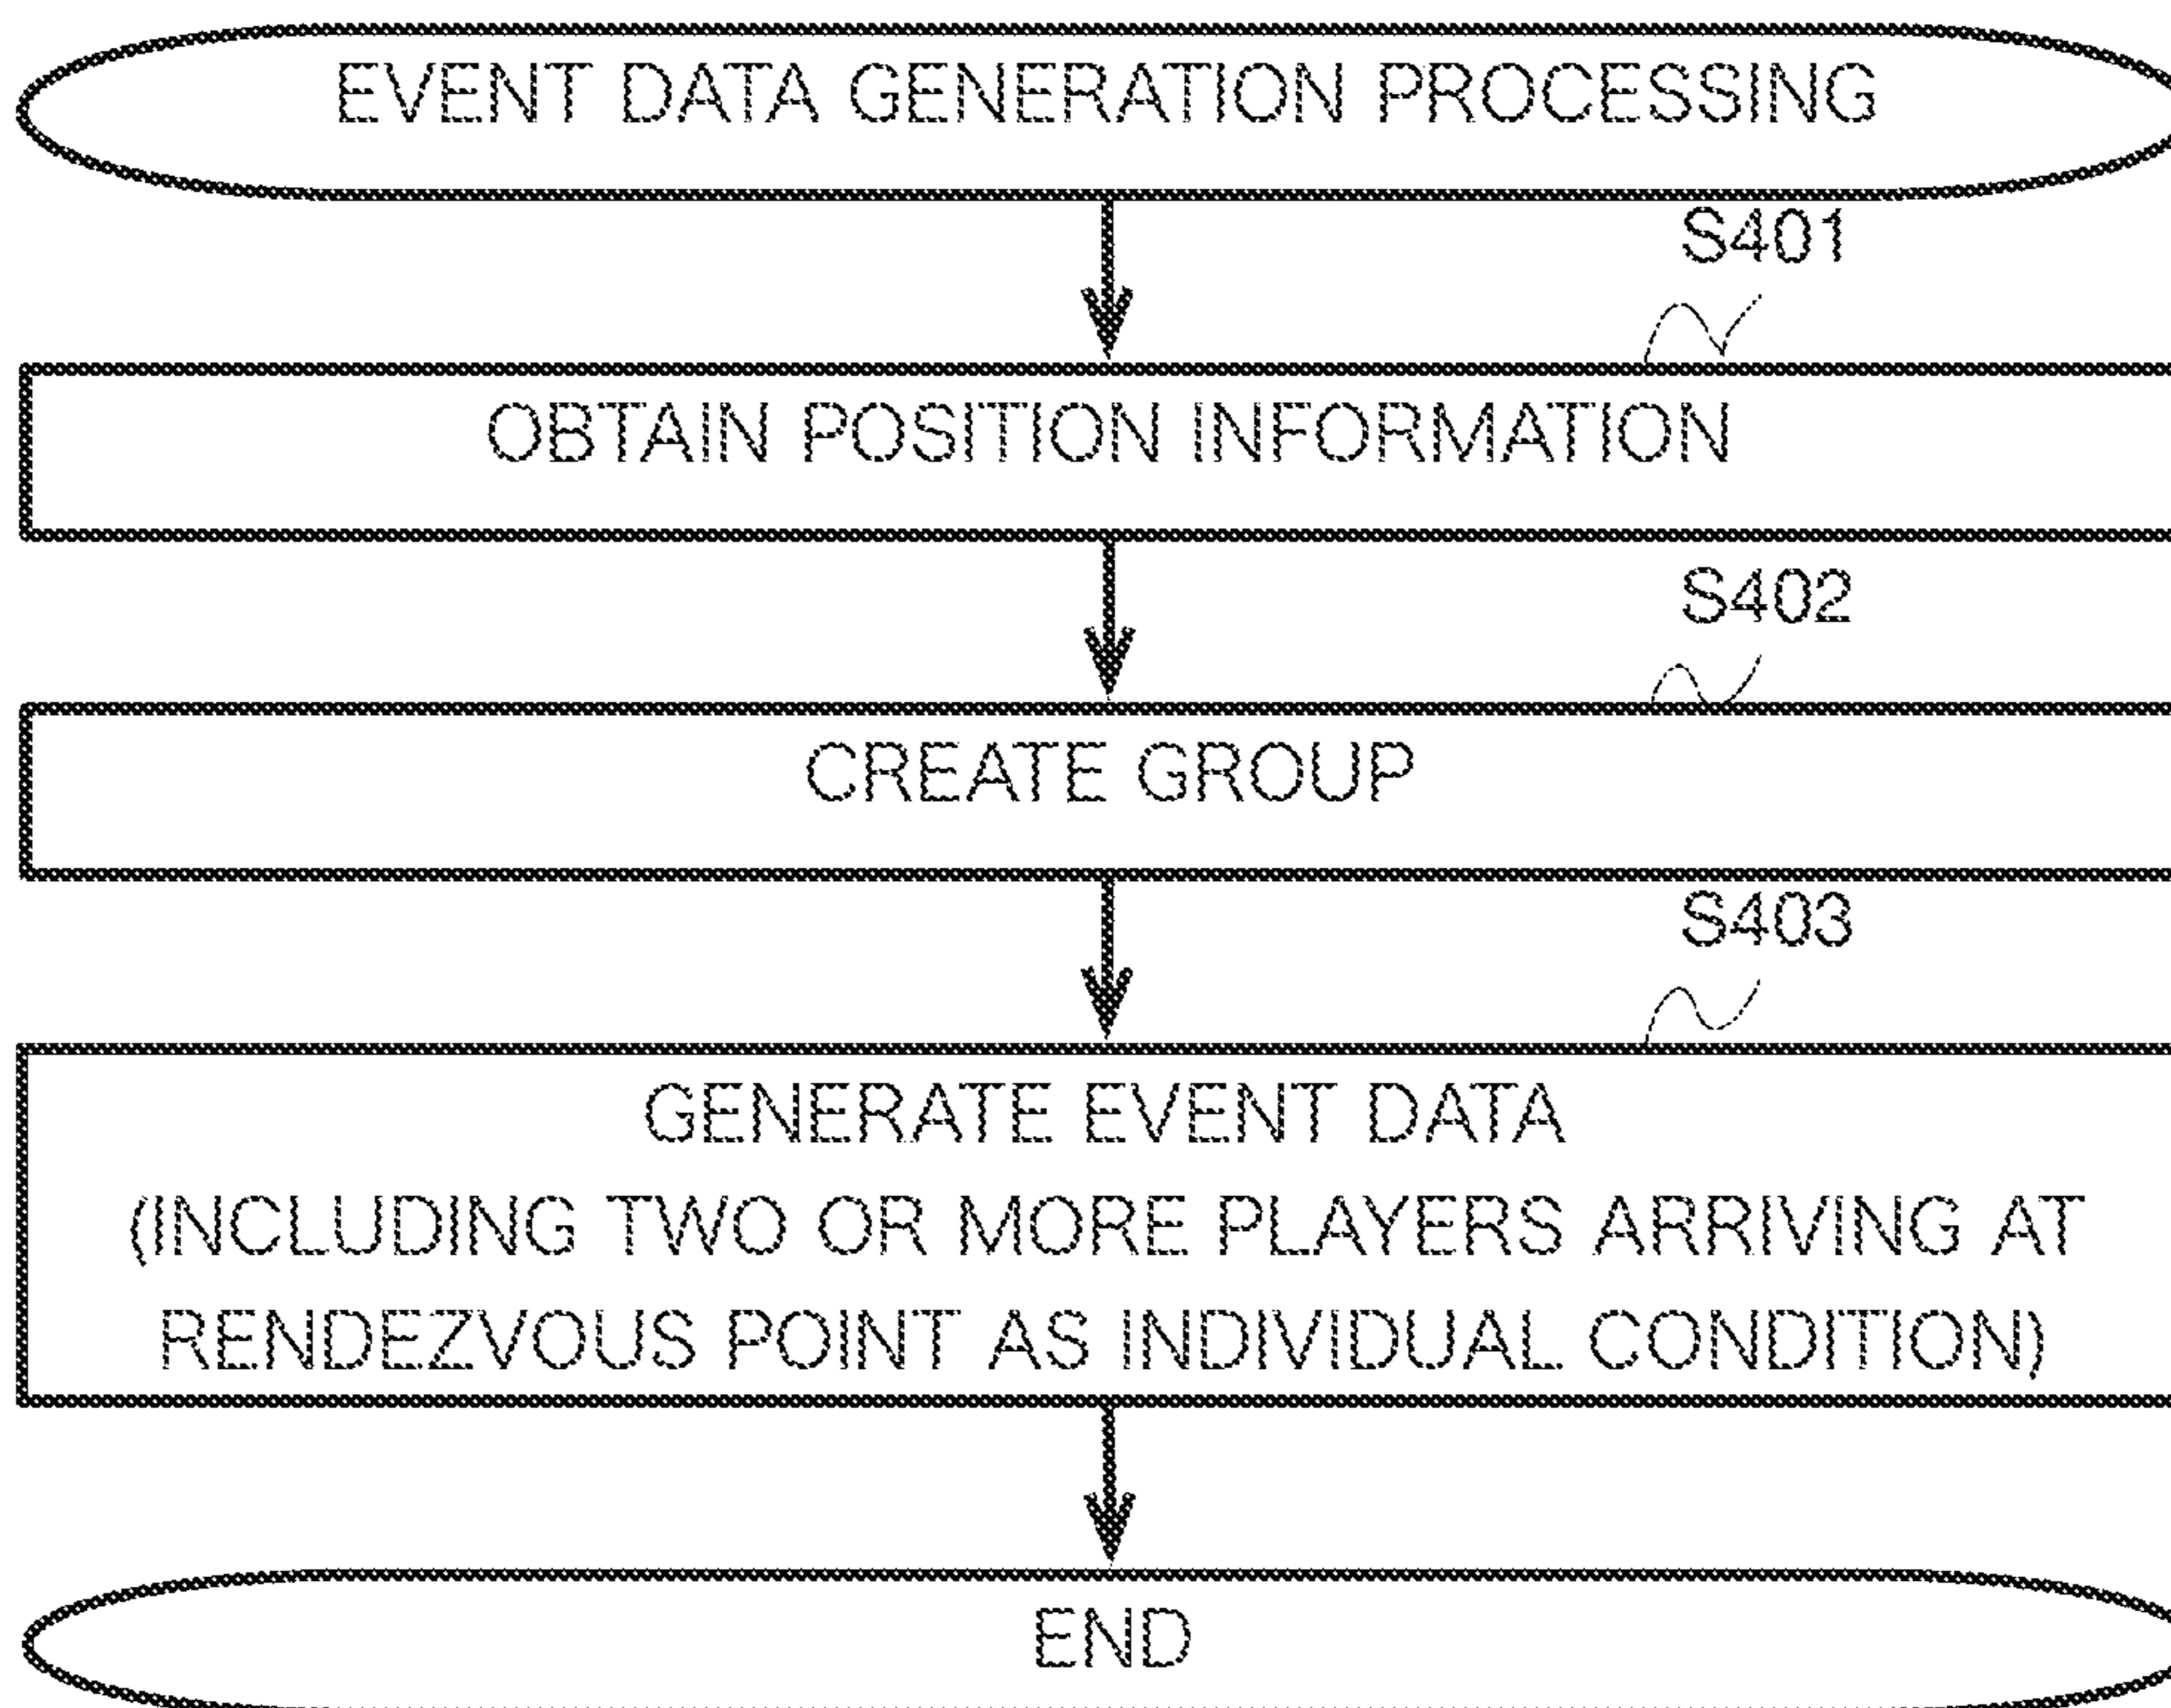 EVENT DATA GENERATION PROCESSING
S401
OBTAIN POSITION INFORMATION
S402
CREATE GROUP
S403
GENERATE EVENT DATA
(INCLUDING TWO OR MORE PLAYERS ARRIVING AT
RENDEZVOUS POINT AS INDIVIDUAL CONDITION)
END